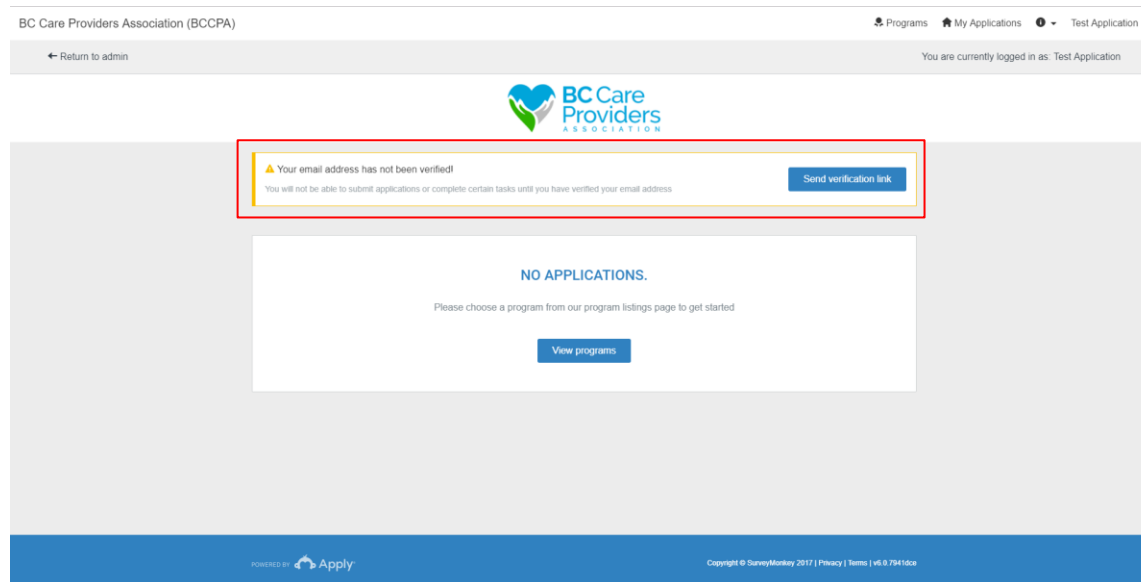 BC Care Providers Association (BCCPA)
Programs My Applications Test Application
Return to admin
You are currently logged in as: Test Application
BC Care
Providers
ASSOCIATION
Your email address has not been verified!
You will not be able to submit applications or complete certain tasks until you have verified your email address
Send verification link
NO APPLICATIONS.
Please choose a program from our program listings page to get started
View programs
POWERED BY Apply
Copyright © SurveyMonkey 2017 | Privacy | Terms | v6.9.7941dce